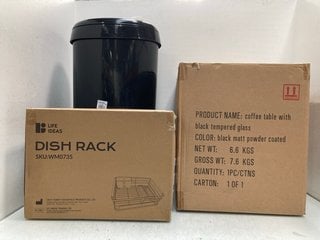 LIFE
IDEAS
DISH RACK
SKU:WM0735
PRODUCT NAME: coffee table with
black tempered glass
COLOR: black matt powder coated
NET WT: 6.6 KGS
GROSS WT: 7.6 KGS
QUANTITY: 1PC/CTNS
CARTON: 1 OF 1